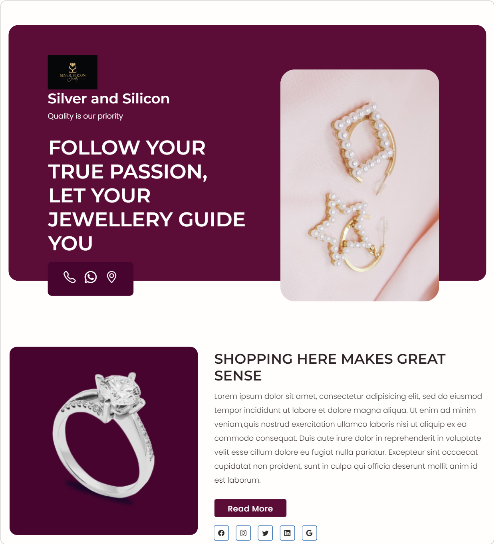 SILVER SILICON
Silver and Silicon
Quality is our priority
FOLLOW YOUR
TRUE PASSION,
LET YOUR
JEWELLERY GUIDE
YOU
SHOPPING HERE MAKES GREAT
SENSE
Lorem ipsum dolor sit amet, consectetur adipisicing elit, sed do eiusmod
tempor incididunt ut labore et dolore magna aliqua. Ut enim ad minim
veniam,quis nostrud exercitation ullamco laboris nisi ut aliquip ex ea
commodo consequat. Duis aute irure dolor in reprehenderit in voluptate
velit esse cillum dolore eu fugiat nulla pariatur. Excepteur sint occaecat
cupidatat non proident, sunt in culpa qui officia deserunt mollit anim id
est laborum.
Read More